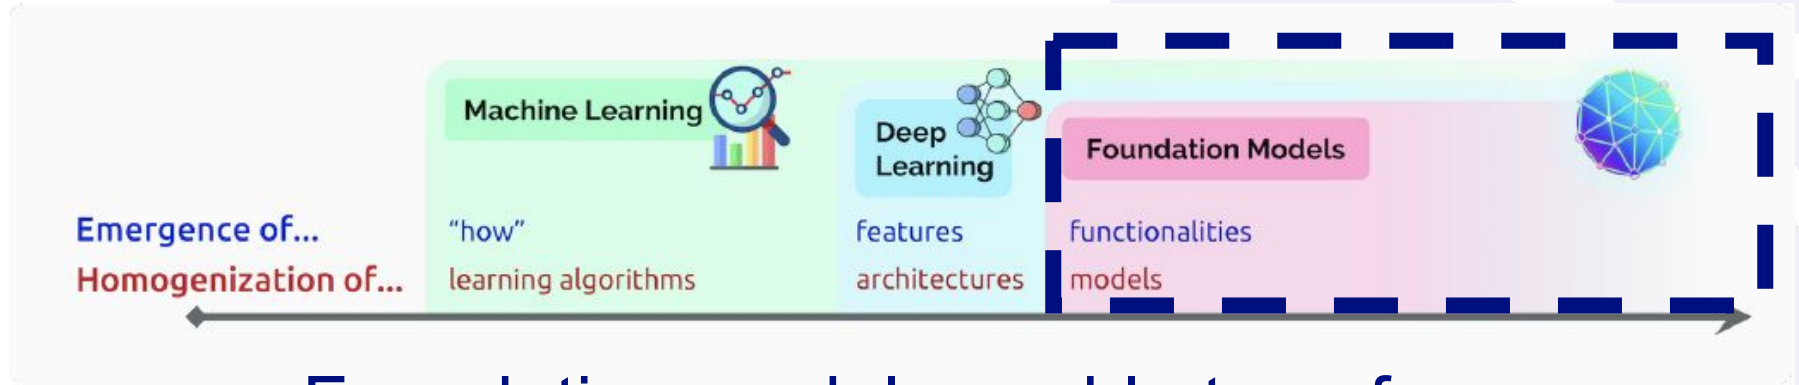 Machine Learning
Deep
Learning
Foundation Models
Emergence of... "how" features functionalities
Homogenization of... learning algorithms architectures models